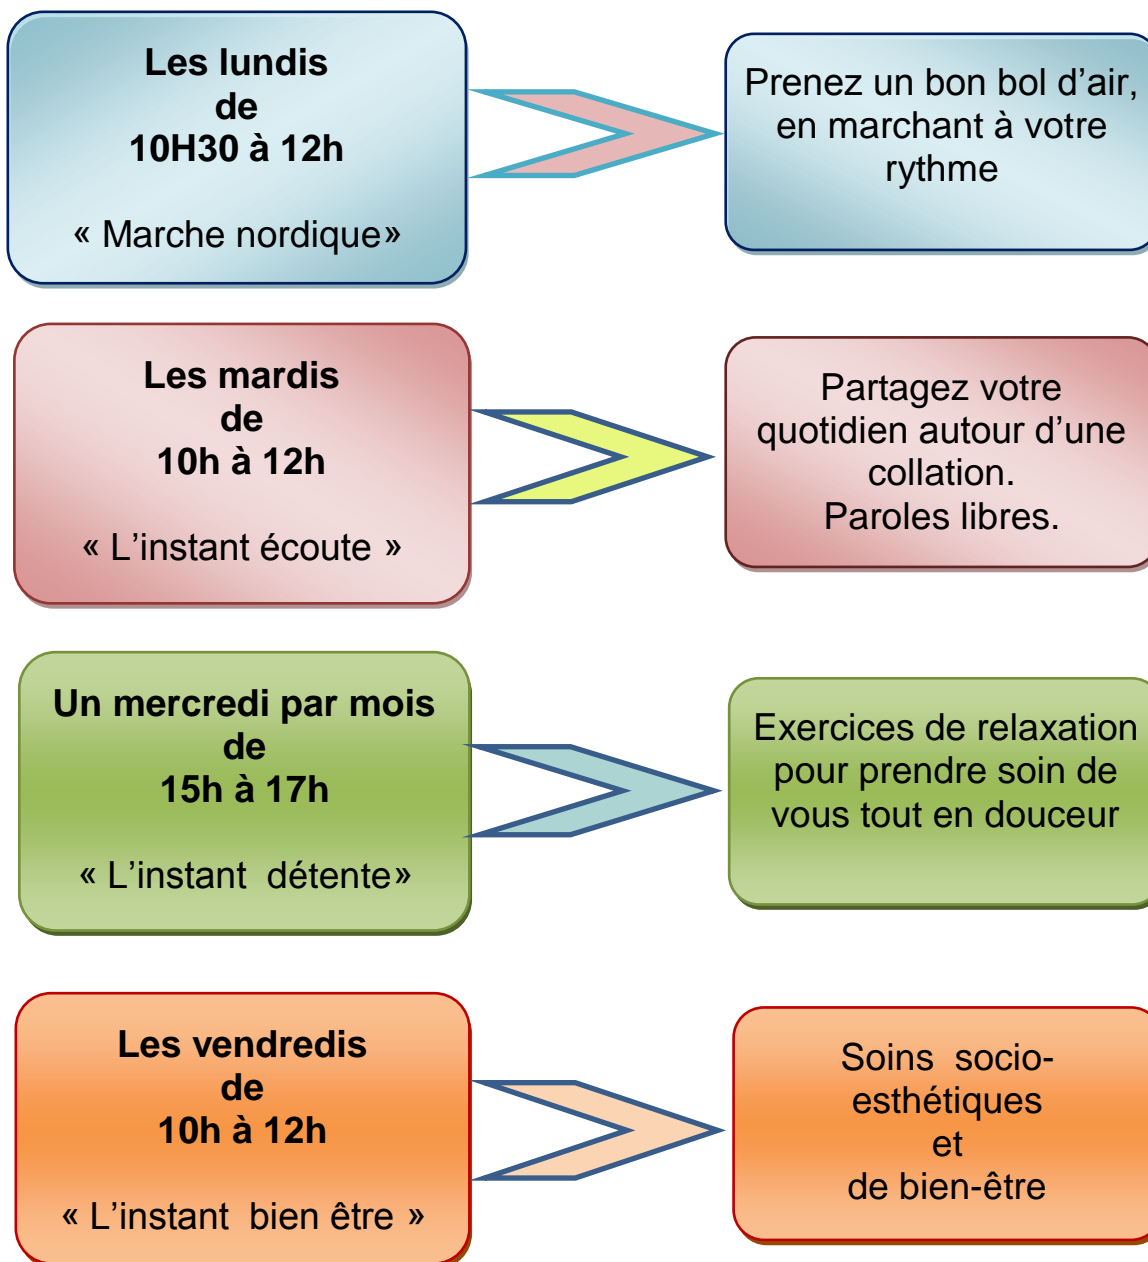 Les lundis
de
10H30 à 12h
« Marche nordique»
Prenez un bon bol d’air,
en marchant à votre
rythme
Les mardis
de
10h à 12h
« L’instant écoute »
Partagez votre
quotidien autour d’une
collation.
Paroles libres.
Un mercredi par mois
de
15h à 17h
« L’instant  détente»
Exercices de relaxation
pour prendre soin de
vous tout en douceur
Les vendredis
de
10h à 12h
« L’instant  bien être »
Soins  socio-
esthétiques
et
de bien-être